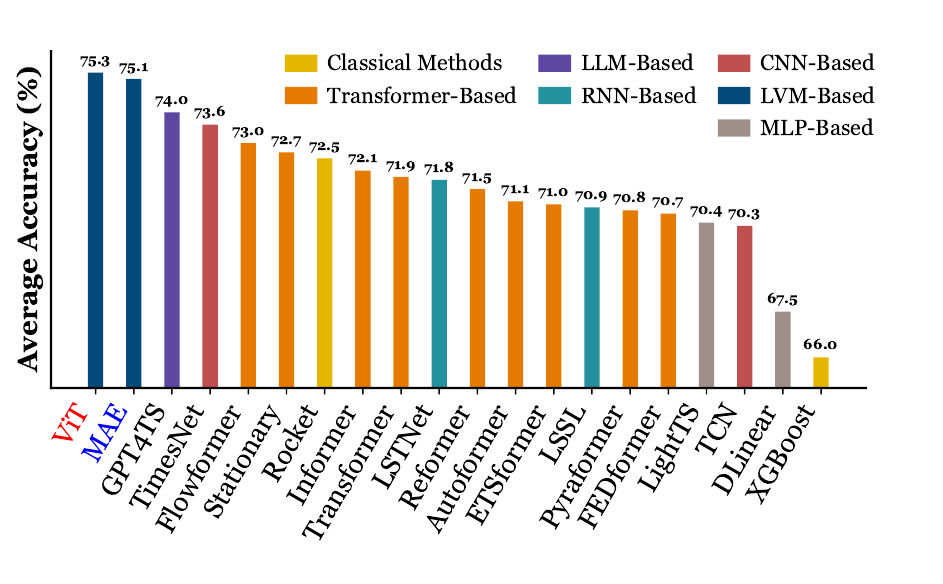 Average Accuracy (%)
Classical Methods
Transformer-Based
LLM-Based
RNN-Based
CNN-Based
LVM-Based
MLP-Based
75.3
75.1
74.0
73.6
73.0
72.7
72.5
72.1
71.9
71.8
71.5
71.1
71.0
70.9
70.8
70.7
70.4
70.3
67.5
66.0
ViT
MAE
GPT4TS
TimesNet
Flowformer
Stationary
Rocket
Informer
Transformer
LSTNet
Reformer
Autoformer
ETSformer
LSSL
Pyraformer
FEDformer
LightTS
TCN
DLinear
XGBoost